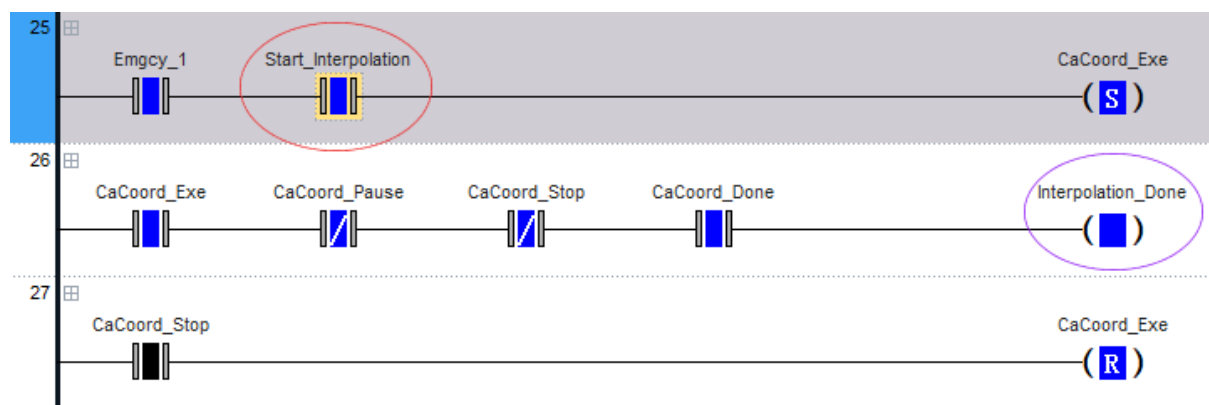 25
Emgcy_1 Start_Interpolation CaCoord_Exe
S
26
CaCoord_Exe CaCoord_Pause CaCoord_Stop CaCoord_Done Interpolation_Done
27
CaCoord_Stop CaCoord_Exe
R